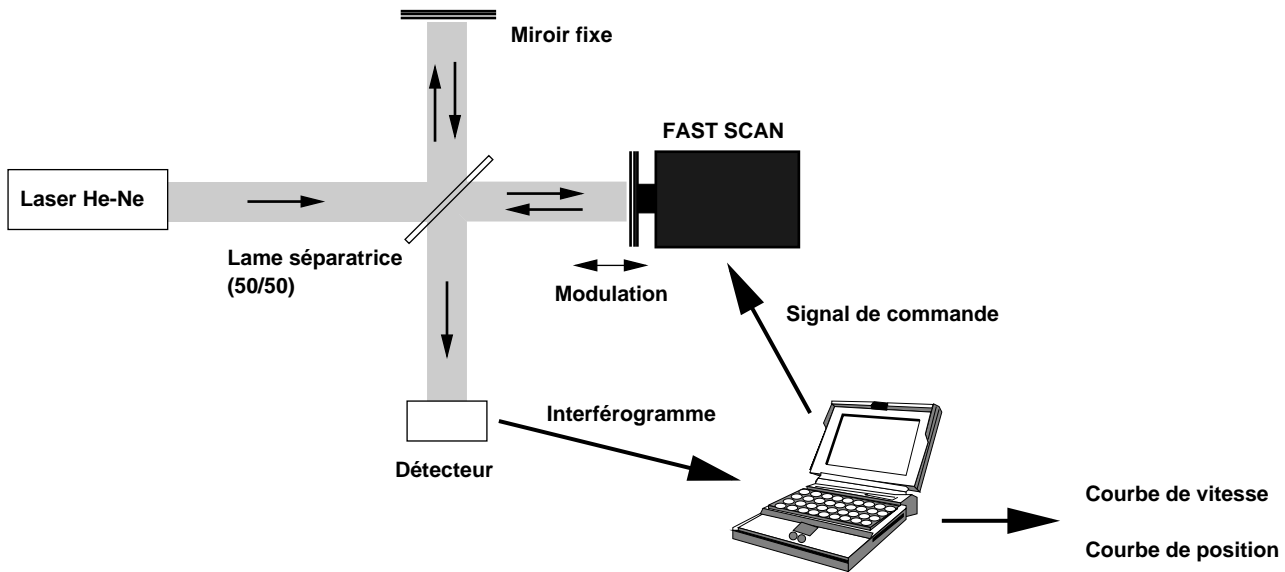 Miroir fixe
FAST SCAN
Laser He-Ne
Lame séparatrice
(50/50)
Modulation
Signal de commande
Interférogramme
Détecteur
Courbe de vitesse
Courbe de position